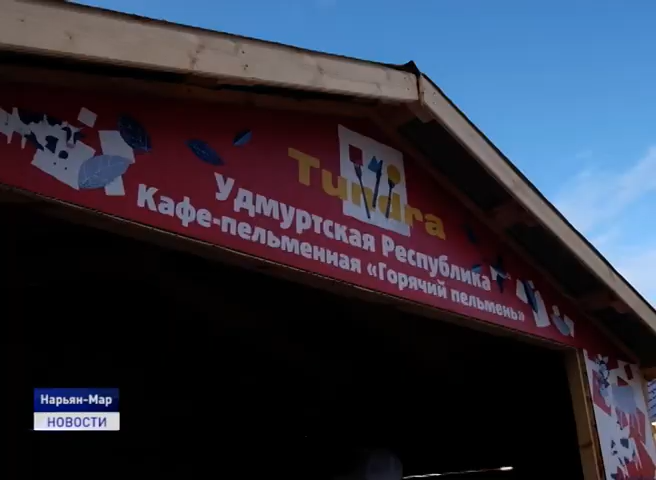 Tundra
Удмуртская Республика
Кафе-пельменная «Горячий пельмень»
Нарьян-Мар
НОВОСТИ